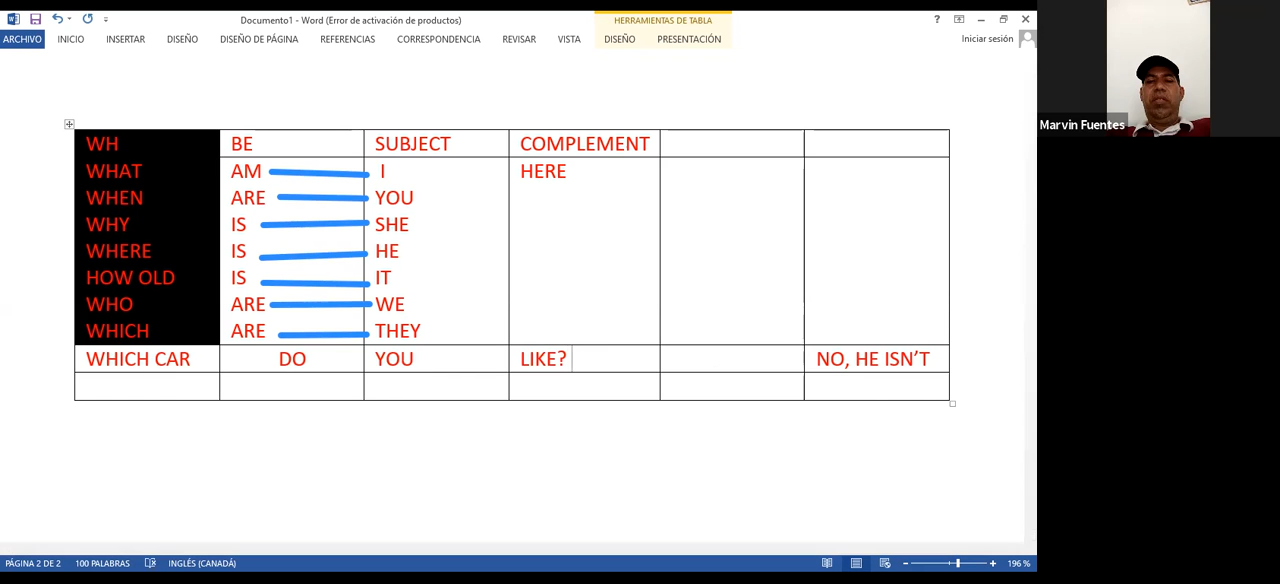 Documento1 - Word (Error de activación de productos)
HERRAMIENTAS DE TABLA
?
ARCHIVO INICIO INSERTAR DISEÑO DISEÑO DE PÁGINA REFERENCIAS CORRESPONDENCIA REVISAR VISTA DISEÑO PRESENTACIÓN Iniciar sesión
Marvin Fuentes
WH BE SUBJECT COMPLEMENT
WHAT AM I HERE
WHEN ARE YOU
WHY IS SHE
WHERE IS HE
HOW OLD IS IT
WHO ARE WE
WHICH ARE THEY
WHICH CAR DO YOU LIKE? NO, HE ISN’T
PÁGINA 2 DE 2 100 PALABRAS INGLÉS (CANADÁ) 196 %